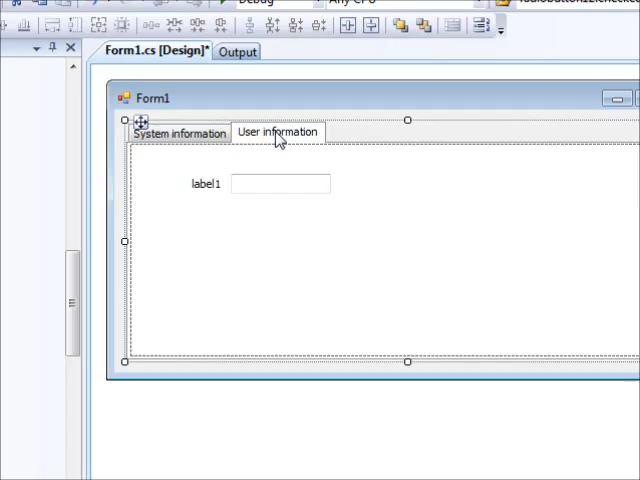 Debug
Any CPU
Form1.cs [Design]*
Output
Form1
System information
User information
label1